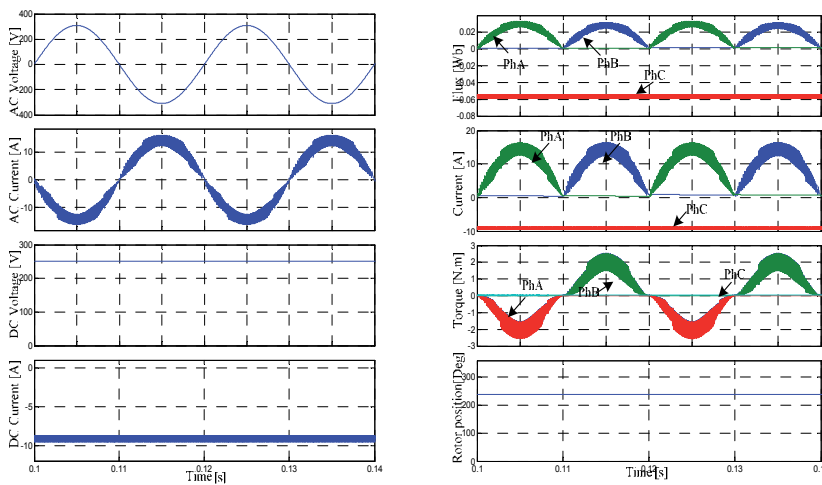 AC Voltage [V]
400
200
0
-200
-400
AC Current [A]
10
0
-10
DC Voltage [V]
300
200
100
0
DC Current [A]
0
-5
-10
0.1
0.11
0.12
0.13
0.14
Time[s]
Flux [Wb]
0.02
0
-0.02
-0.04
-0.06
-0.08
PhA
PhB
PhC
Current [A]
20
10
0
-10
PhA
PhB
PhC
Torque [N.m]
3
2
1
0
-1
-2
-3
PhA
PhB
PhC
Rotor position[Deg]
300
200
100
0
0.1
0.11
0.12
0.13
Time[s]